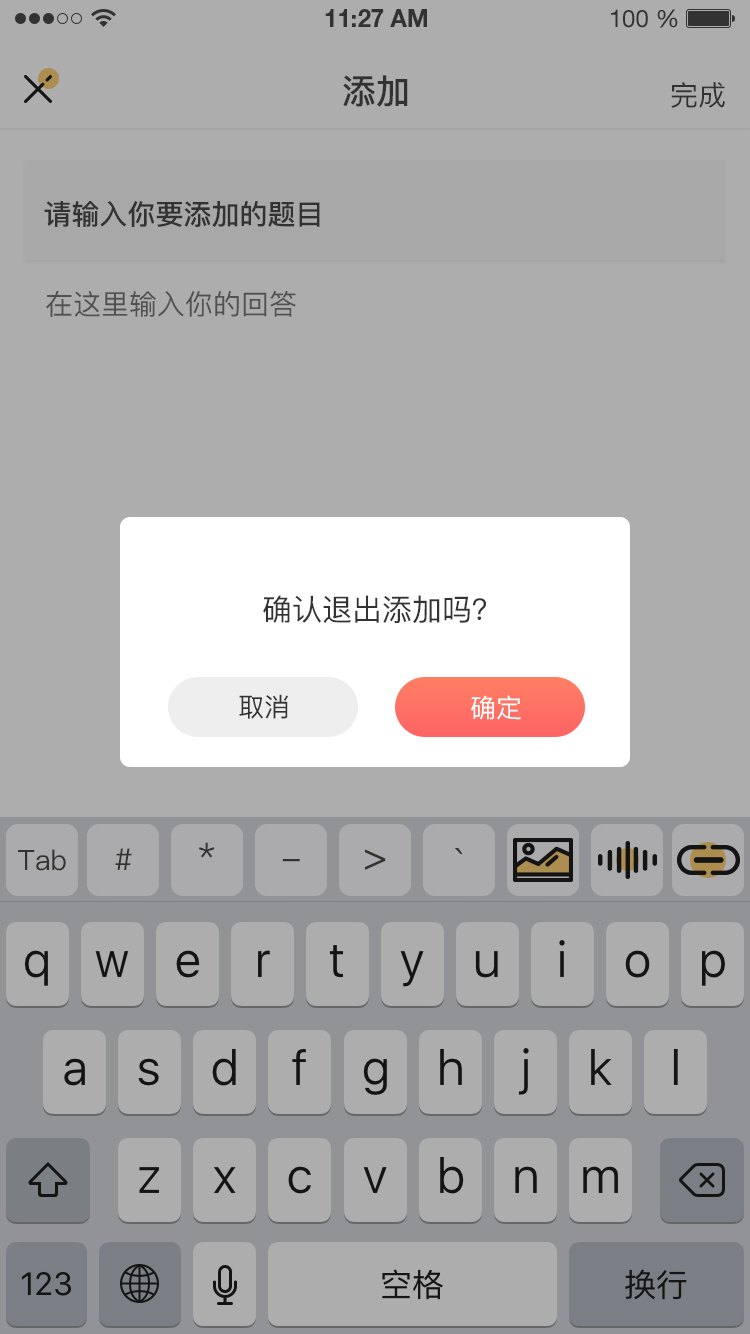 11:27 AM 100 %
添加 完成
请输入你要添加的题目
在这里输入你的回答
确认退出添加吗?
取消 确定
Tab # * – > `
q w e r t y u i o p
a s d f g h j k l
z x c v b n m
123 空格 换行